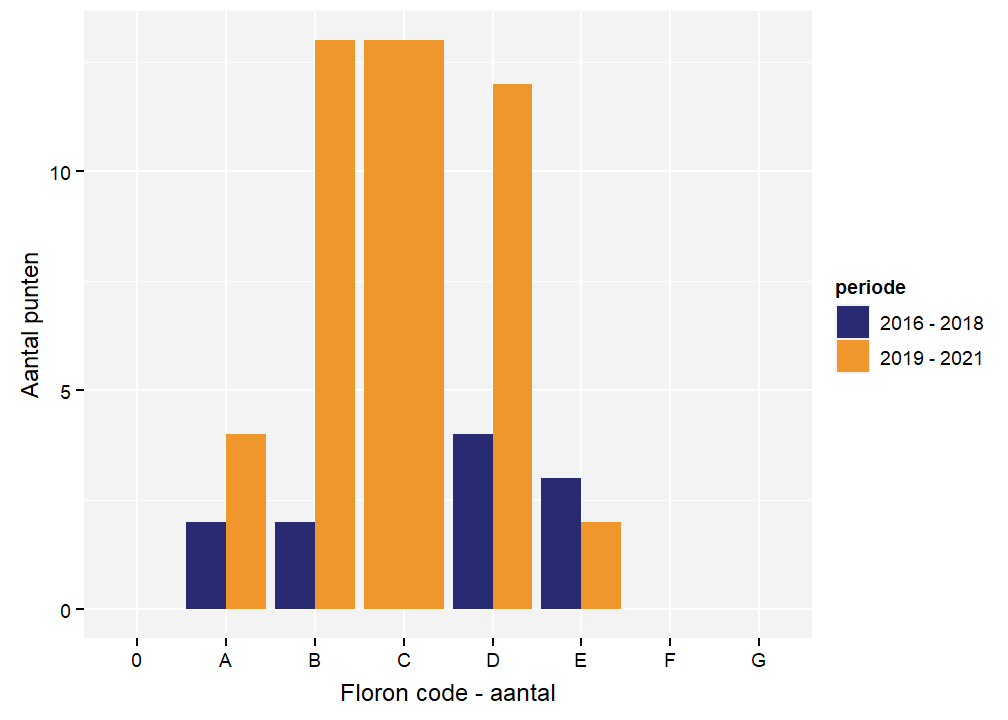 10
5
0
Aantal punten
0 A B C D E F G
Floron code - aantal
periode
2016 - 2018
2019 - 2021